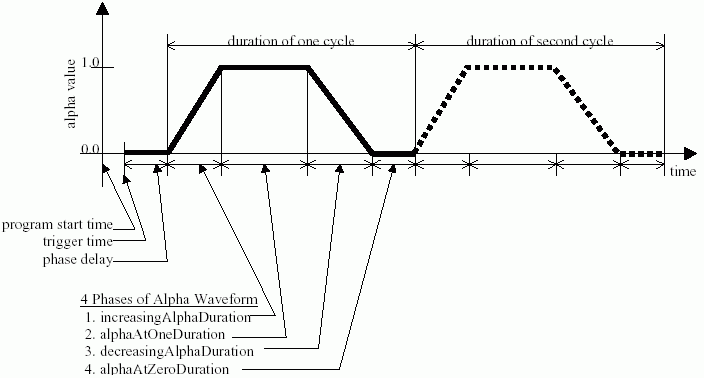 duration of one cycle
duration of second cycle
alpha value
1.0
0.0
time
program start time
trigger time
phase delay
4 Phases of Alpha Waveform
1. increasingAlphaDuration
2. alphaAtOneDuration
3. decreasingAlphaDuration
4. alphaAtZeroDuration